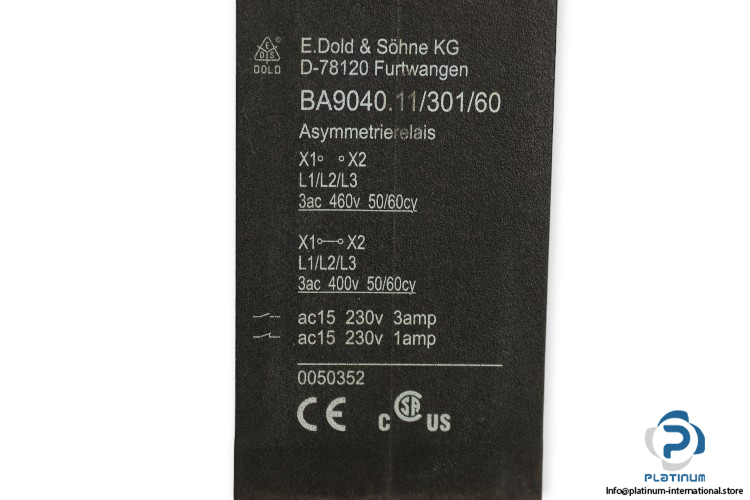 E.Dold & Söhne KG
D-78120 Furtwangen
DOLD
BA9040.11/301/60
Asymmetrierelais
X1 X2
L1/L2/L3
3ac 460v 50/60cy
X1 X2
L1/L2/L3
3ac 400v 50/60cy
ac15 230v 3amp
ac15 230v 1amp
0050352
CE
C SA US
PLATINUM
Info@platinum-international.store